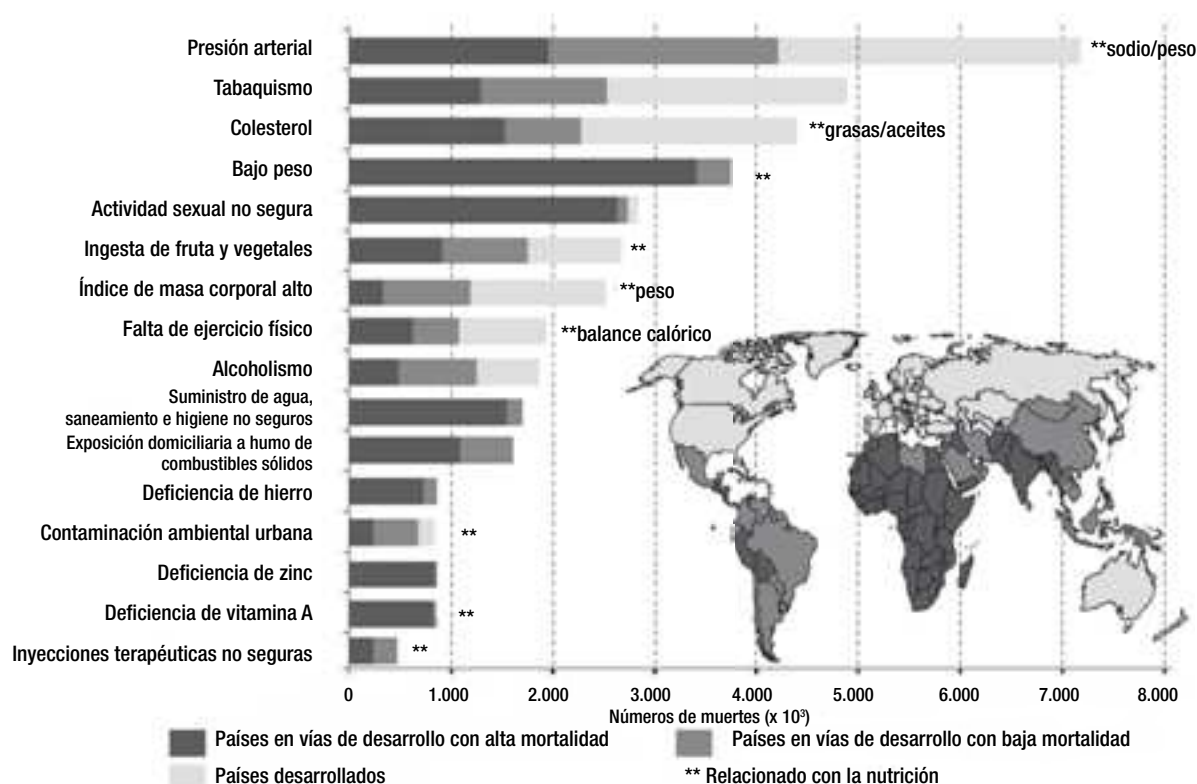 Presión arterial **sodio/peso
Tabaquismo
Colesterol **grasas/aceites
Bajo peso **
Actividad sexual no segura
Ingesta de fruta y vegetales **
Índice de masa corporal alto **peso
Falta de ejercicio físico **balance calórico
Alcoholismo
Suministro de agua,
saneamiento e higiene no seguros
Exposición domiciliaria a humo de
combustibles sólidos
Deficiencia de hierro
Contaminación ambiental urbana **
Deficiencia de zinc
Deficiencia de vitamina A **
Inyecciones terapéuticas no seguras **
0 1.000 2.000 3.000 4.000 5.000 6.000 7.000 8.000
Números de muertes (x 10³)
Países en vías de desarrollo con alta mortalidad Países en vías de desarrollo con baja mortalidad
Países desarrollados ** Relacionado con la nutrición